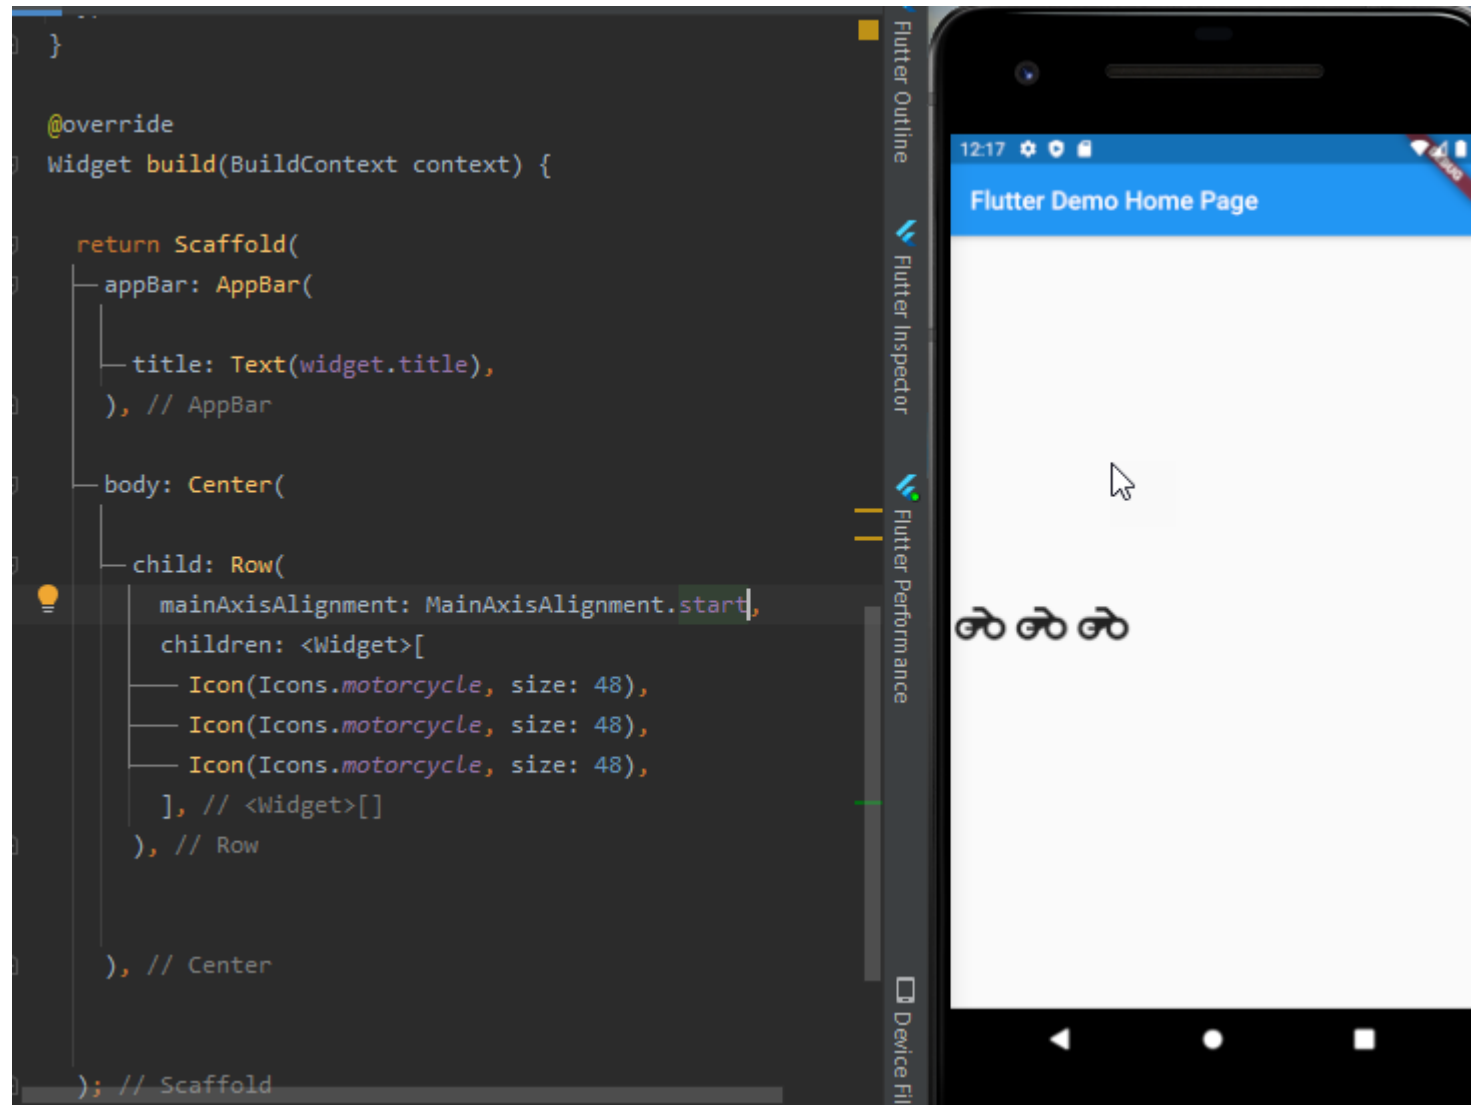 }
@override
Widget build(BuildContext context) {
return Scaffold(
appBar: AppBar(
title: Text(widget.title),
), // AppBar
body: Center(
child: Row(
mainAxisAlignment: MainAxisAlignment.start,
children: <Widget>[
Icon(Icons.motorcycle, size: 48),
Icon(Icons.motorcycle, size: 48),
Icon(Icons.motorcycle, size: 48),
], // <Widget>[]
), // Row
), // Center
); // Scaffold
Flutter Outline
Flutter Inspector
Flutter Performance
Device Fil
12:17
Flutter Demo Home Page